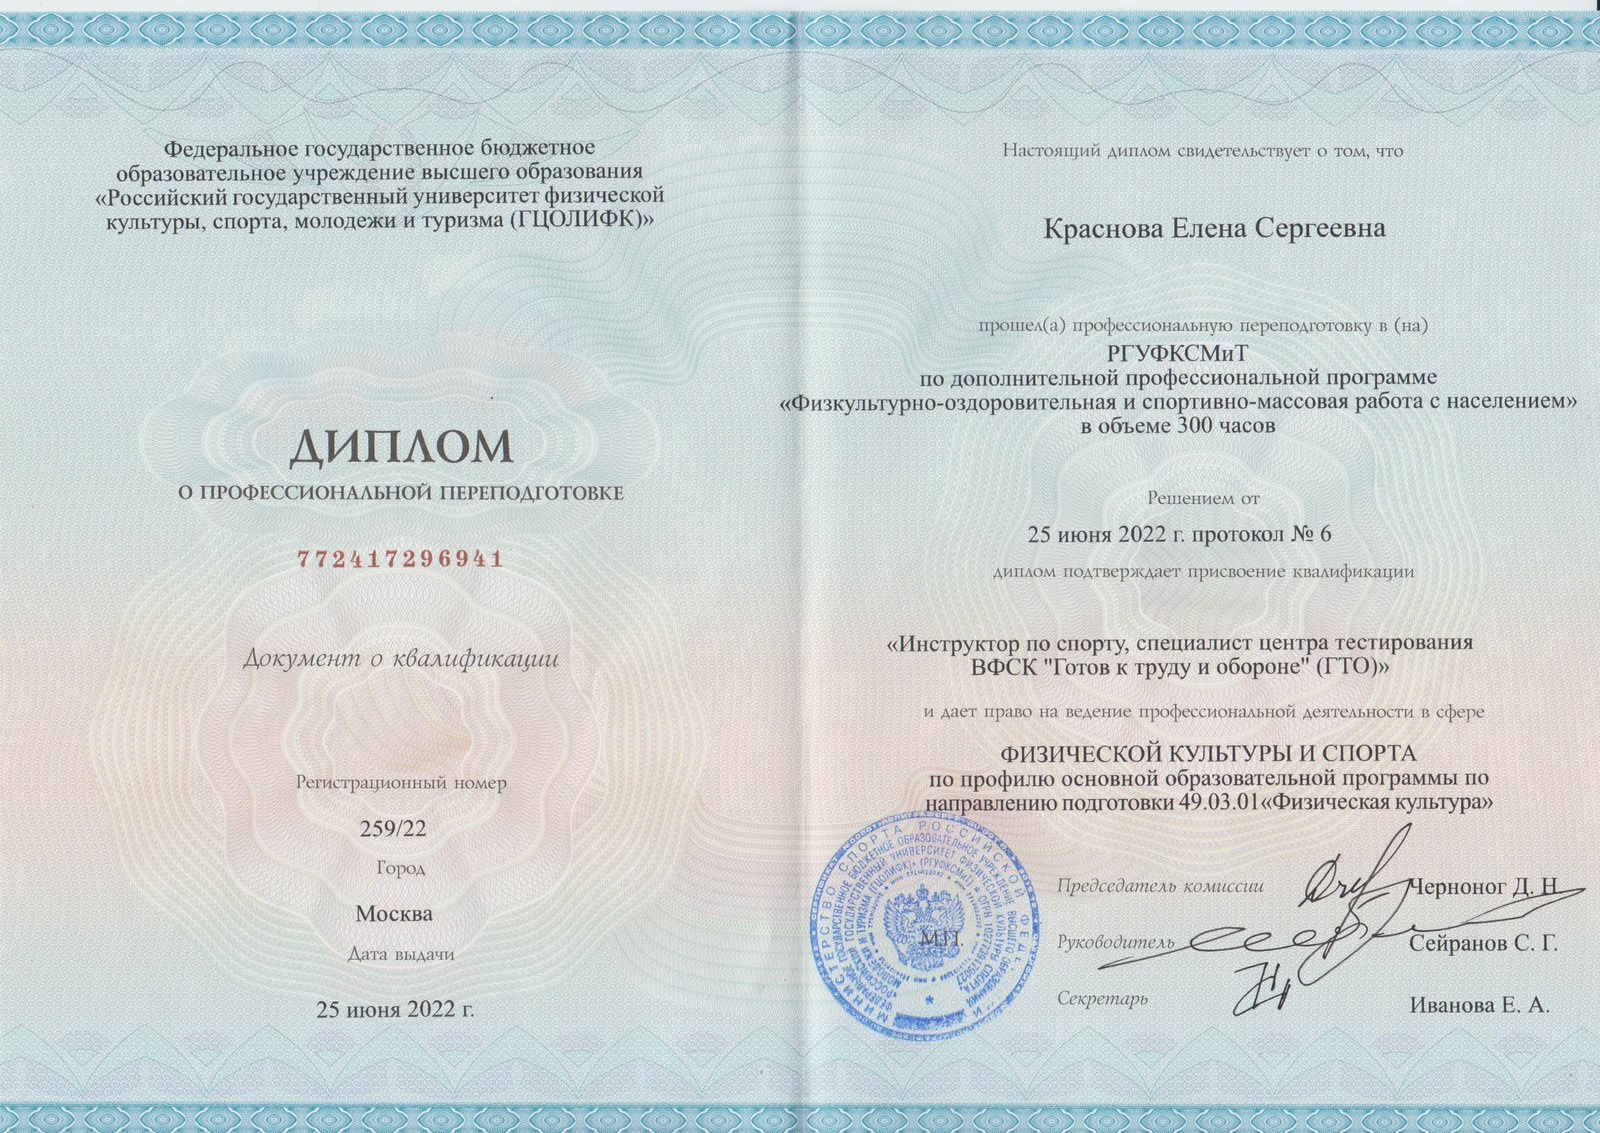 Федеральное государственное бюджетное
образовательное учреждение высшего образования
«Российский государственный университет физической
культуры, спорта, молодежи и туризма (ГЦОЛИФК)»
ДИПЛОМ
О ПРОФЕССИОНАЛЬНОЙ ПЕРЕПОДГОТОВКЕ
772417296941
Документ о квалификации
Регистрационный номер
259/22
Город
Москва
Дата выдачи
25 июня 2022 г.
Настоящий диплом свидетельствует о том, что
Краснова Елена Сергеевна
прошел(а) профессиональную переподготовку в (на)
РГУФКСМиТ
по дополнительной профессиональной программе
«Физкультурно-оздоровительная и спортивно-массовая работа с населением»
в объеме 300 часов
Решением от
25 июня 2022 г. протокол № 6
диплом подтверждает присвоение квалификации
«Инструктор по спорту, специалист центра тестирования
ВФСК "Готов к труду и обороне" (ГТО)»
и дает право на ведение профессиональной деятельности в сфере
ФИЗИЧЕСКОЙ КУЛЬТУРЫ И СПОРТА
по профилю основной образовательной программы по
направлению подготовки 49.03.01«Физическая культура»
Председатель комиссии Черноног Д. Н.
М.П.
Руководитель Сейранов С. Г.
Секретарь Иванова Е. А.
МИНИСТЕРСТВО СПОРТА РОССИЙСКОЙ